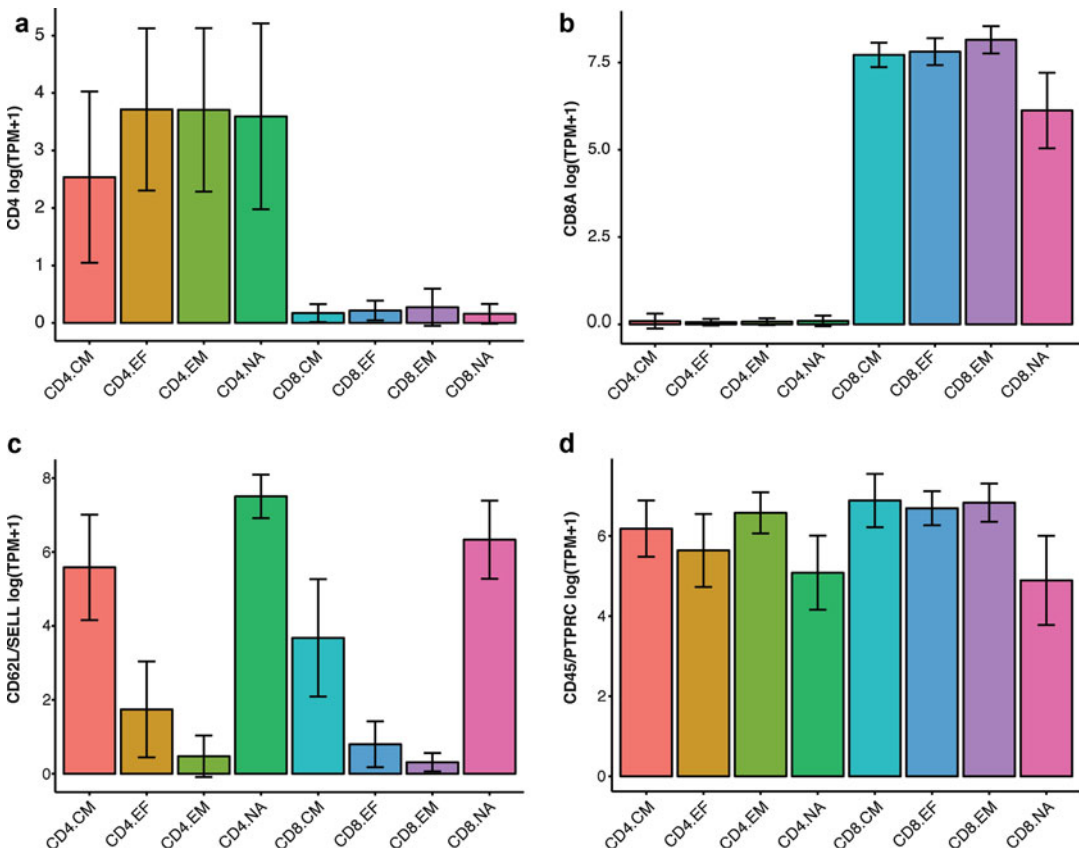 a
CD4 log(TPM+1)
5
4
3
2
1
0
CD4.CM
CD4.EF
CD4.EM
CD4.NA
CD8.CM
CD8.EF
CD8.EM
CD8.NA
b
CD8A log(TPM+1)
7.5
5.0
2.5
0.0
CD4.CM
CD4.EF
CD4.EM
CD4.NA
CD8.CM
CD8.EF
CD8.EM
CD8.NA
c
CD62L/SELL log(TPM+1)
8
6
4
2
0
CD4.CM
CD4.EF
CD4.EM
CD4.NA
CD8.CM
CD8.EF
CD8.EM
CD8.NA
d
CD45/PTPRC log(TPM+1)
6
4
2
0
CD4.CM
CD4.EF
CD4.EM
CD4.NA
CD8.CM
CD8.EF
CD8.EM
CD8.NA